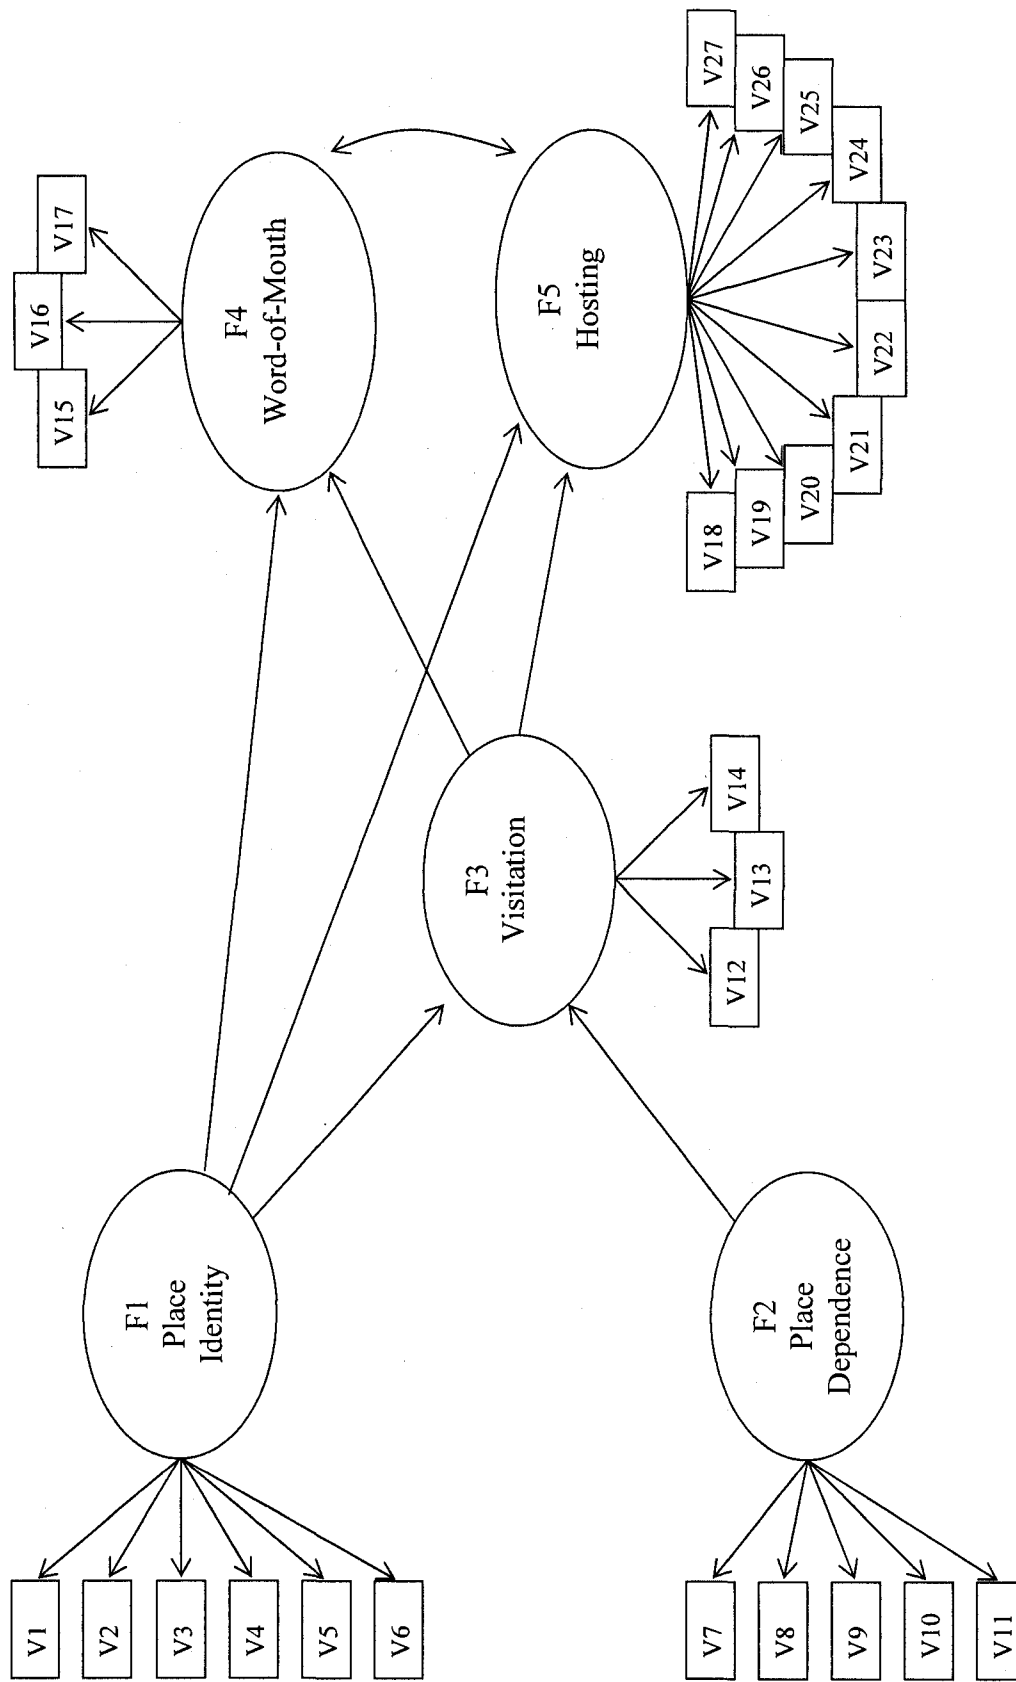 V1
V2
V3
V4
V5
V6
F1
Place
Identity
V7
V8
V9
V10
V11
F2
Place
Dependence
F3
Visitation
V12
V13
V14
F4
Word-of-Mouth
V15
V16
V17
F5
Hosting
V18
V19
V20
V21
V22
V23
V24
V25
V26
V27